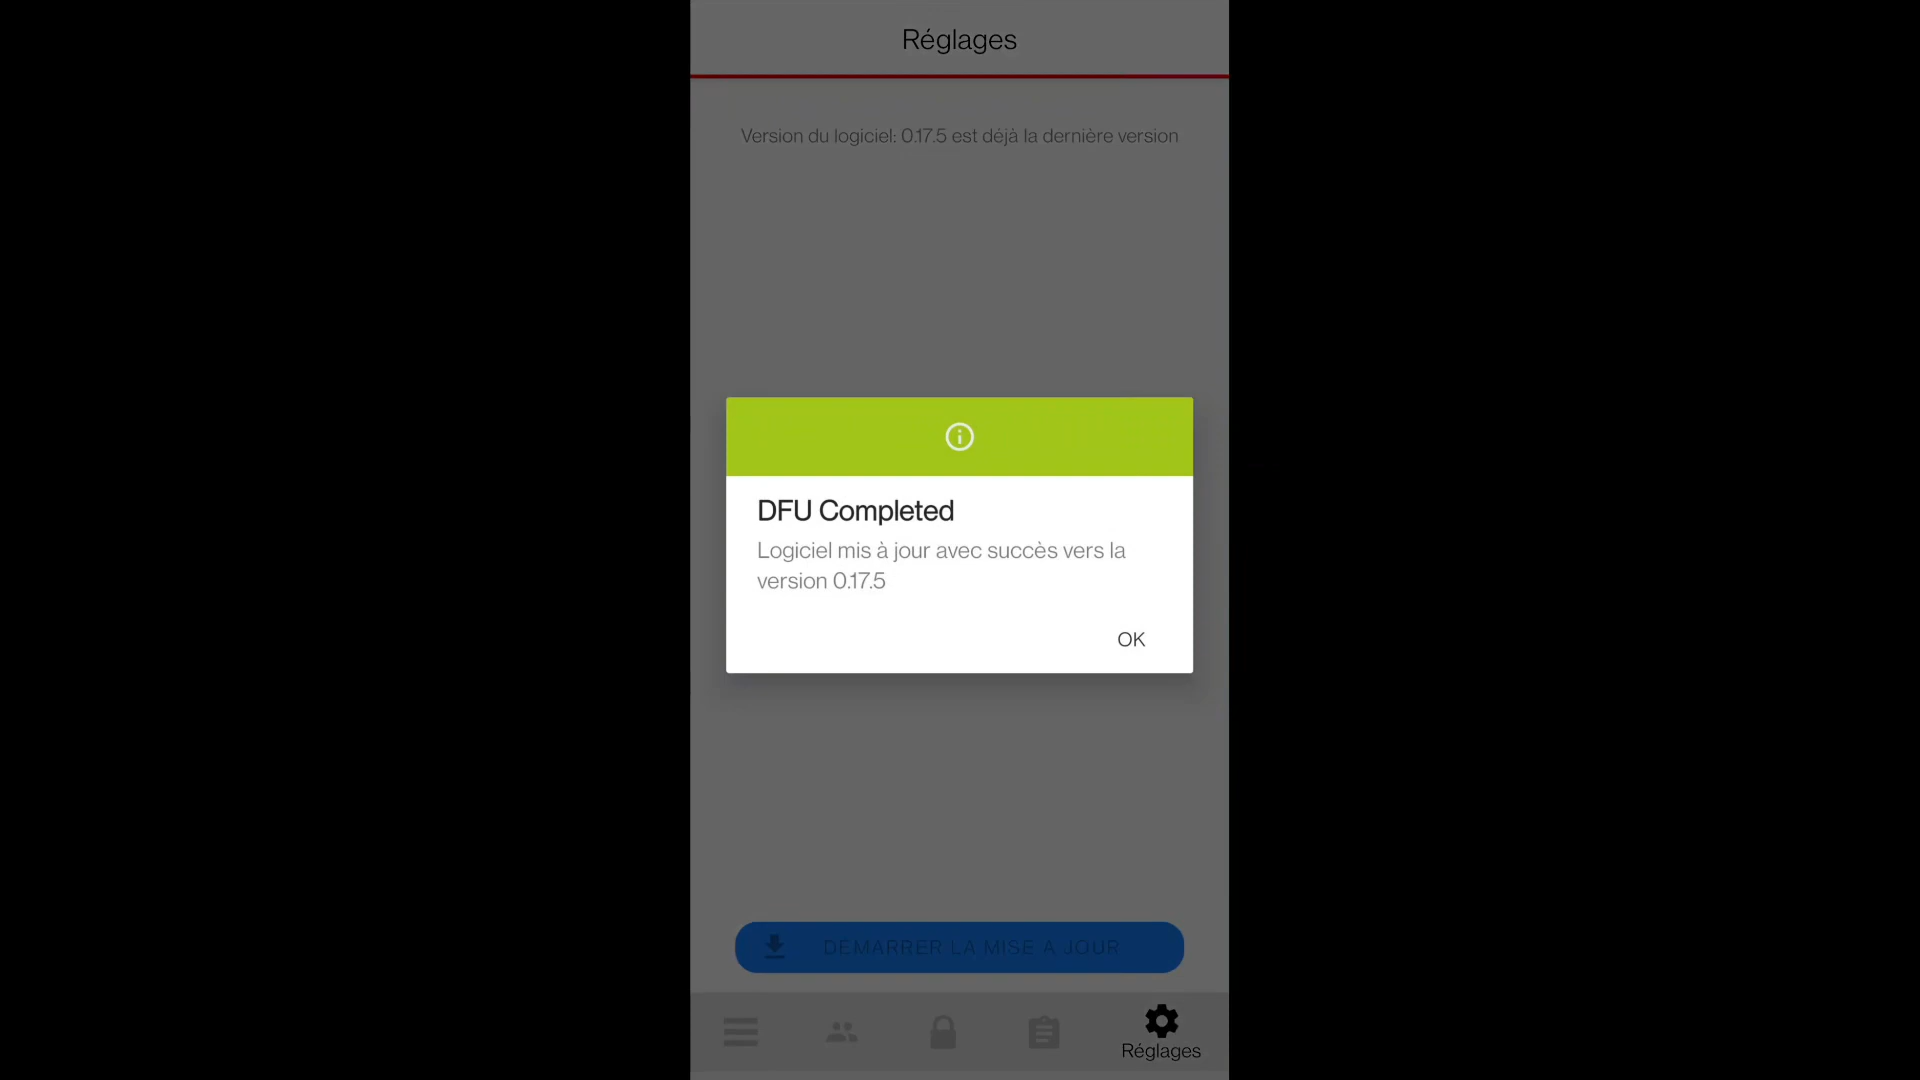 Réglages
Version du logiciel: 0.17.5 est déjà la dernière version
DFU Completed
Logiciel mis à jour avec succès vers la
version 0.17.5
OK
DÉMARRER LA MISE À JOUR
Réglages